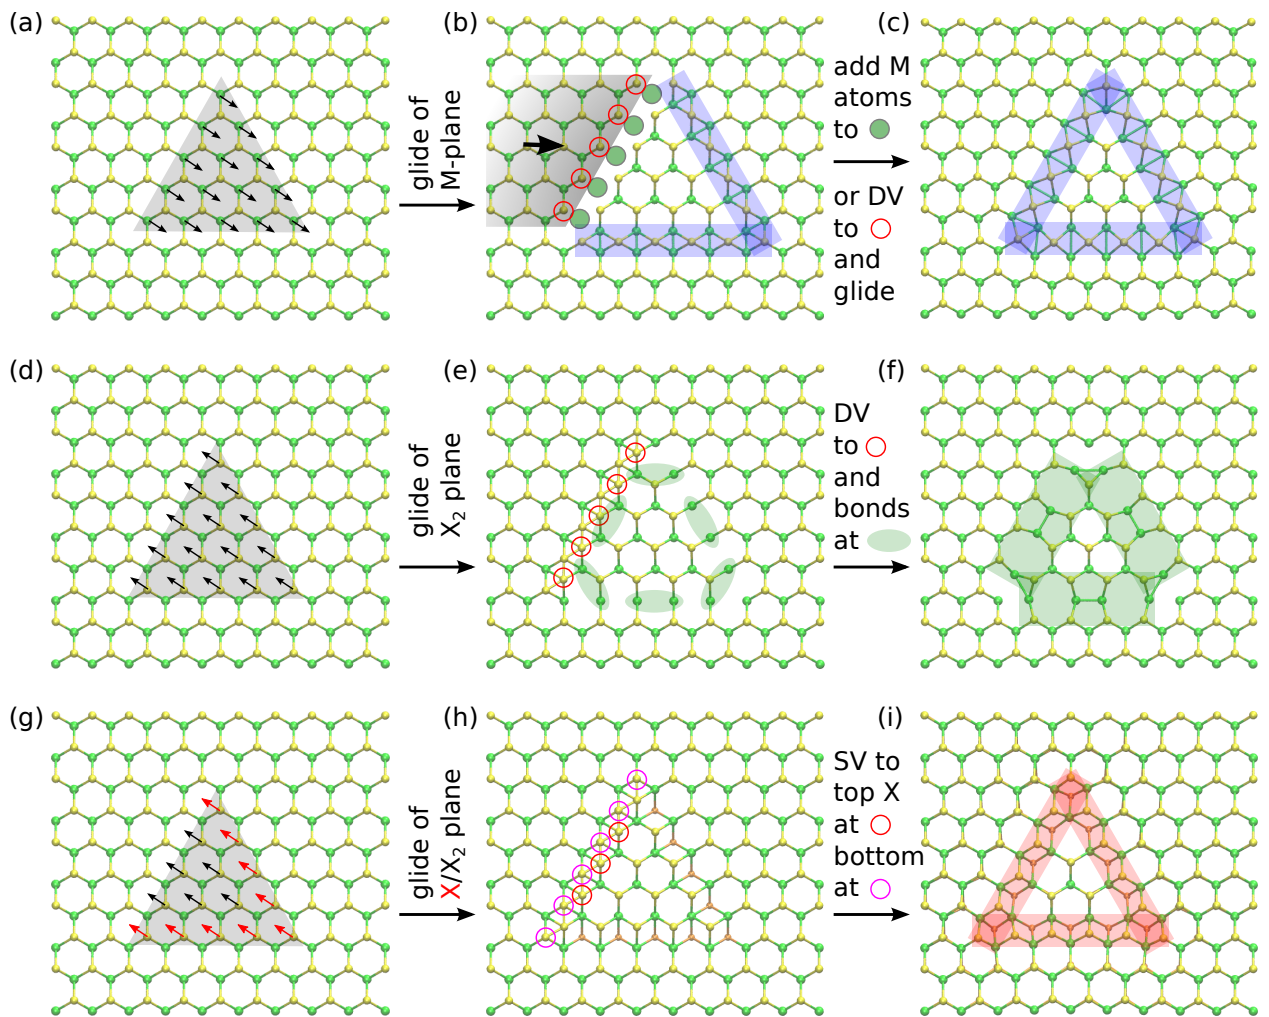 (a)
glide of
M-plane
(b)
add M
atoms
to
or DV
to
and
glide
(c)
(d)
glide of
X₂ plane
(e)
DV
to
and
bonds
at
(f)
(g)
glide of
X/X₂ plane
(h)
SV to
top X
at
bottom
at
(i)